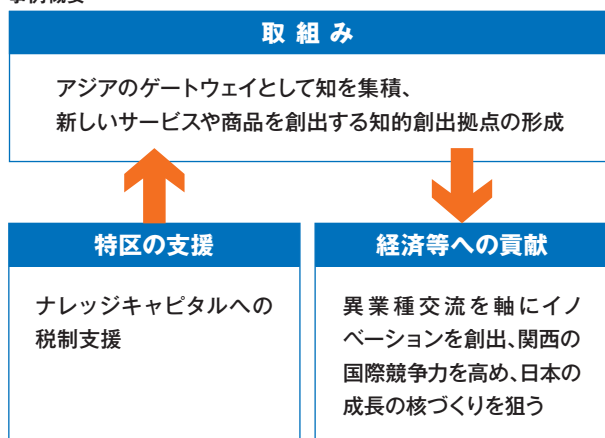 取組み
アジアのゲートウェイとして知を集積、
新しいサービスや商品を創出する知的創出拠点の形成
特区の支援
ナレッジキャピタルへの
税制支援
経済等への貢献
異業種交流を軸にイノ
ベーションを創出、関西の
国際競争力を高め、日本の
成長の核づくりを狙う